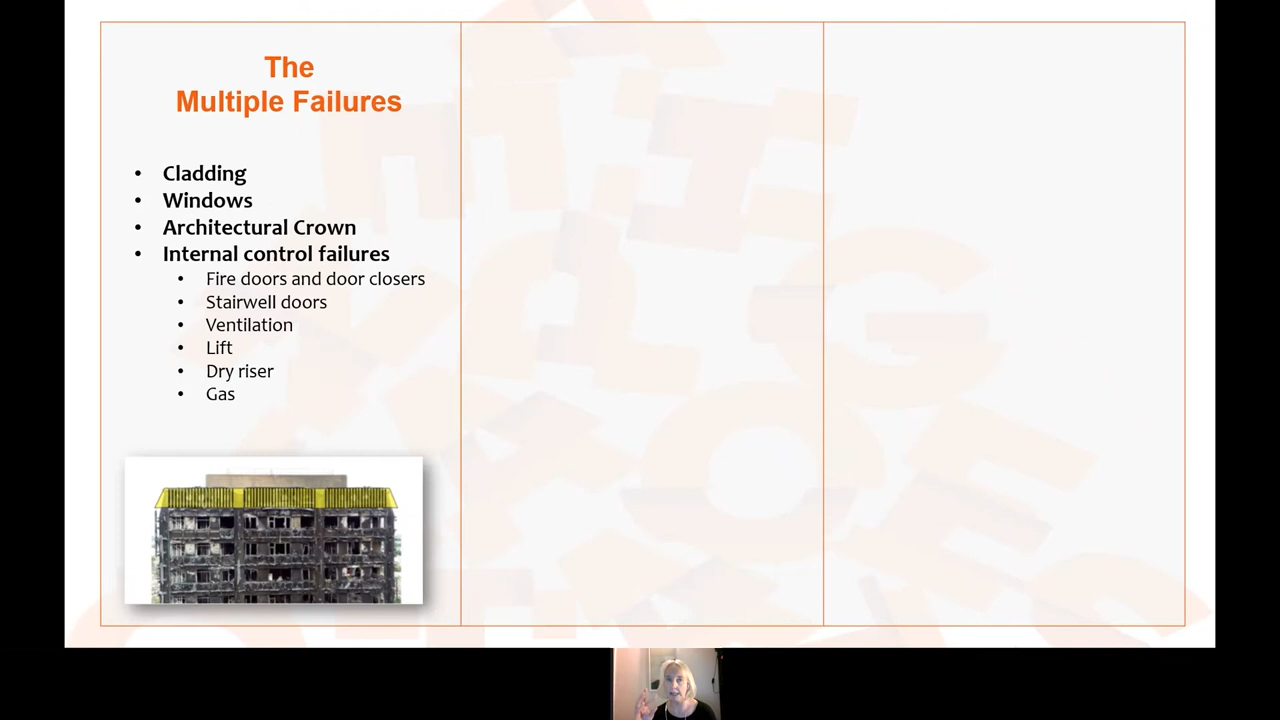 The
Multiple Failures
• Cladding
• Windows
• Architectural Crown
• Internal control failures
• Fire doors and door closers
• Stairwell doors
• Ventilation
• Lift
• Dry riser
• Gas